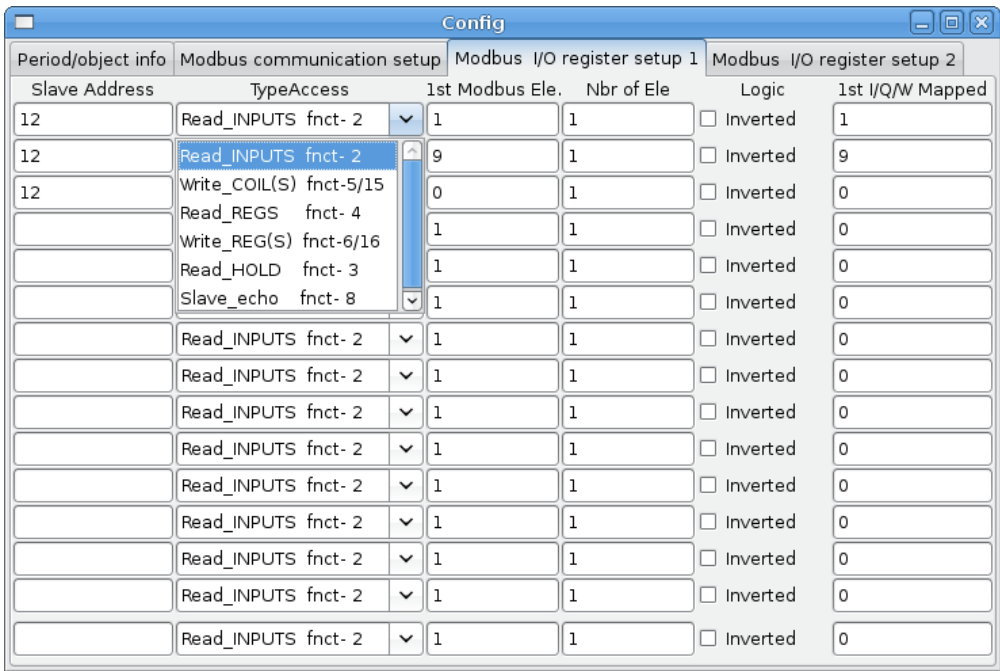 Config
Period/object info Modbus communication setup Modbus I/O register setup 1 Modbus I/O register setup 2
Slave Address TypeAccess 1st Modbus Ele. Nbr of Ele Logic 1st I/Q/W Mapped
12 Read_INPUTS fnct- 2 1 1 Inverted 1
12 Read_INPUTS fnct- 2 9 1 Inverted 9
Write_COIL(S) fnct-5/15
12 0 1 Inverted 0
Read_REGS fnct- 4
1 1 Inverted 0
Write_REG(S) fnct-6/16
Read_HOLD fnct- 3 1 1 Inverted 0
Slave_echo fnct- 8 1 1 Inverted 0
Read_INPUTS fnct- 2 1 1 Inverted 0
Read_INPUTS fnct- 2 1 1 Inverted 0
Read_INPUTS fnct- 2 1 1 Inverted 0
Read_INPUTS fnct- 2 1 1 Inverted 0
Read_INPUTS fnct- 2 1 1 Inverted 0
Read_INPUTS fnct- 2 1 1 Inverted 0
Read_INPUTS fnct- 2 1 1 Inverted 0
Read_INPUTS fnct- 2 1 1 Inverted 0
Read_INPUTS fnct- 2 1 1 Inverted 0